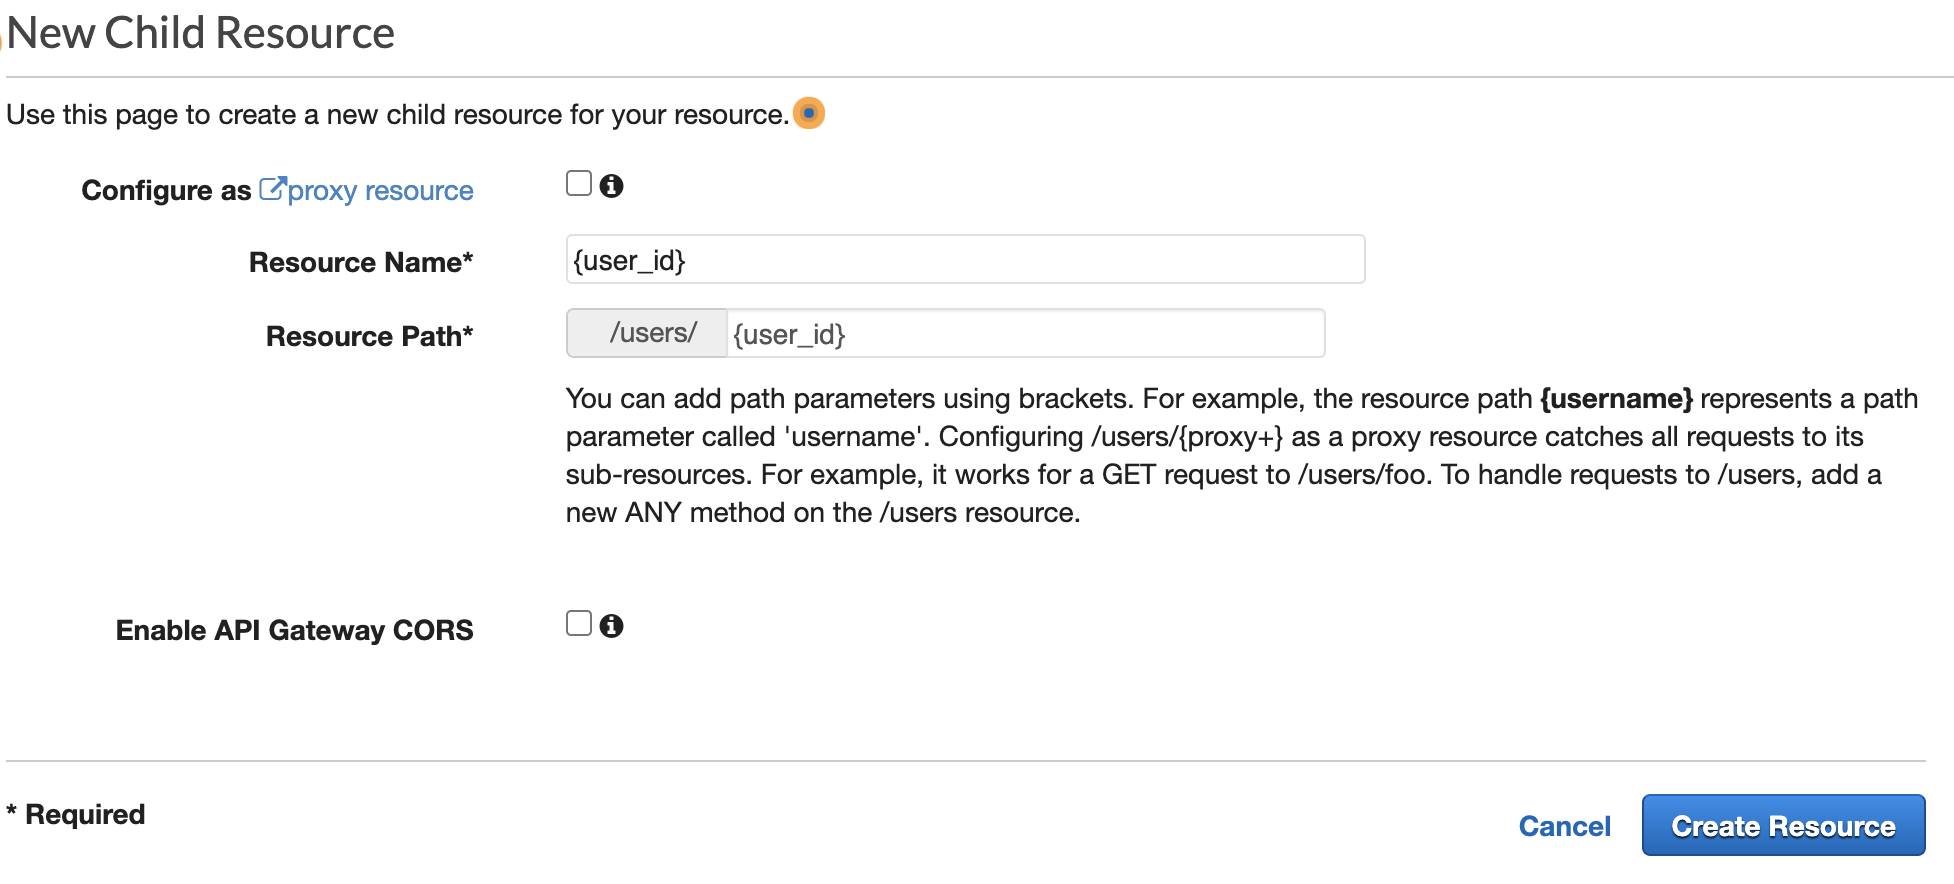 New Child Resource
Use this page to create a new child resource for your resource.
Configure as proxy resource
Resource Name* {user_id}
Resource Path* /users/ {user_id}
You can add path parameters using brackets. For example, the resource path {username} represents a path
parameter called 'username'. Configuring /users/{proxy+} as a proxy resource catches all requests to its
sub-resources. For example, it works for a GET request to /users/foo. To handle requests to /users, add a
new ANY method on the /users resource.
Enable API Gateway CORS
* Required
Cancel Create Resource